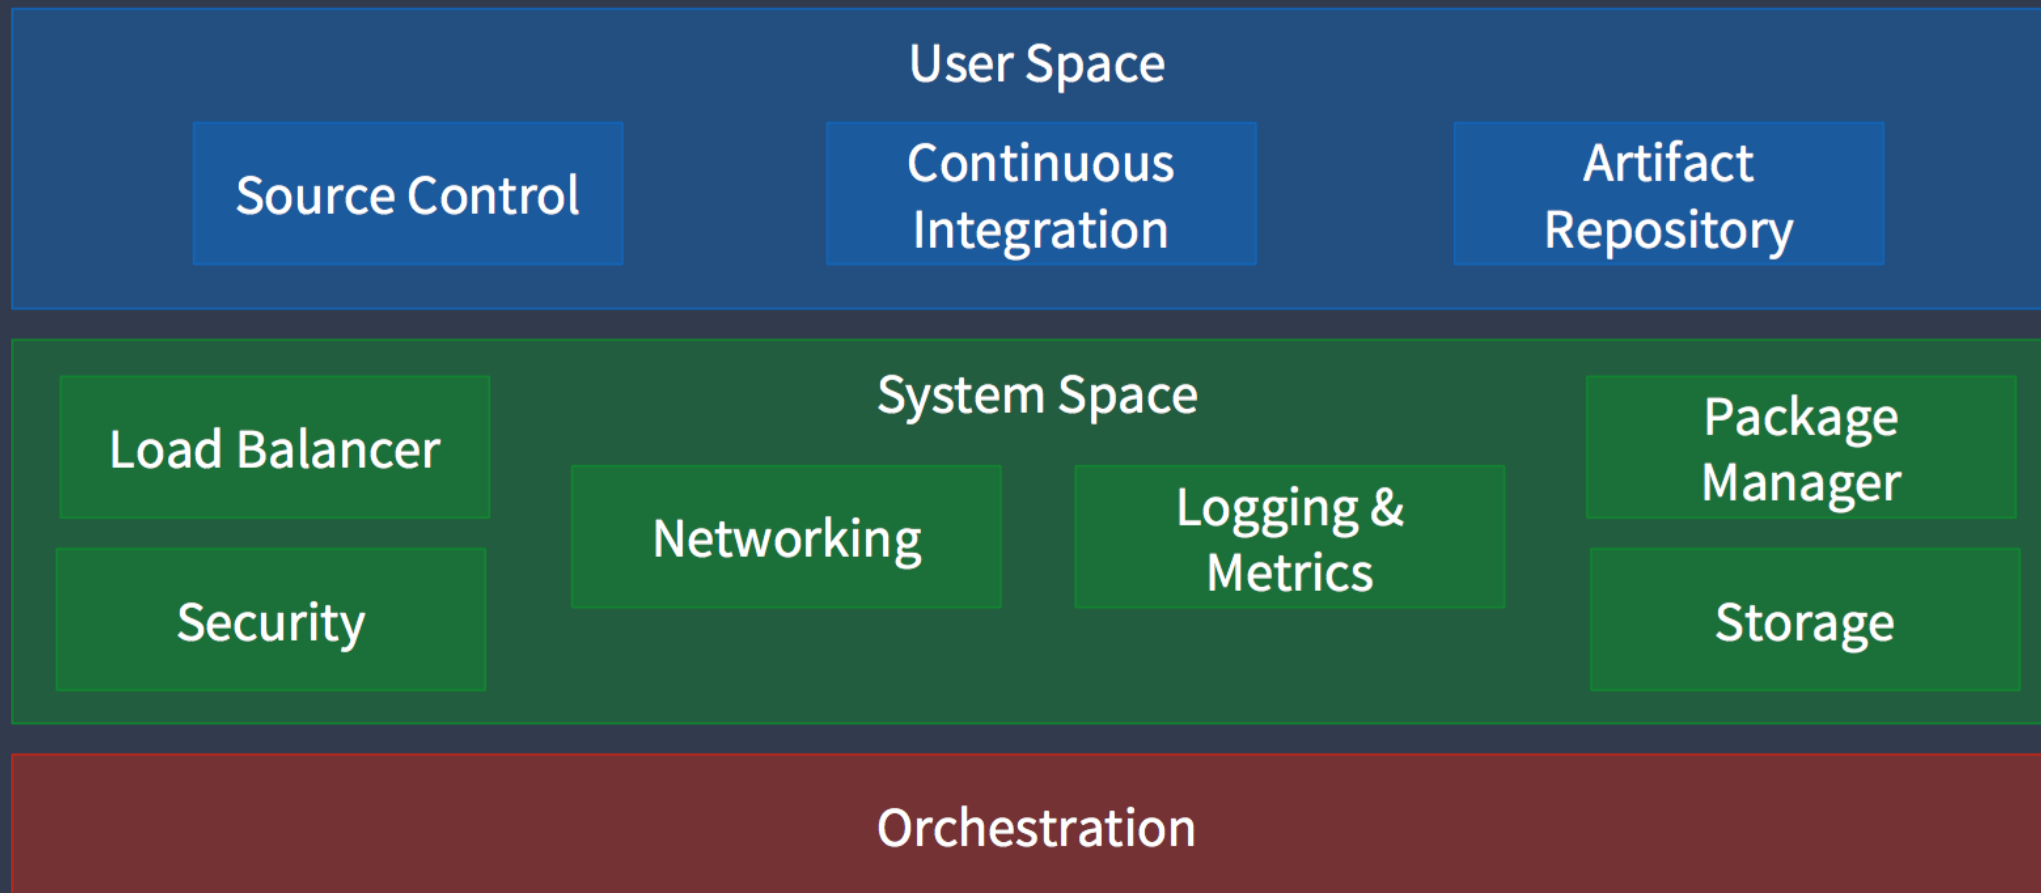 User Space
Source Control
Continuous
Integration
Artifact
Repository
System Space
Load Balancer
Security
Networking
Logging &
Metrics
Package
Manager
Storage
Orchestration